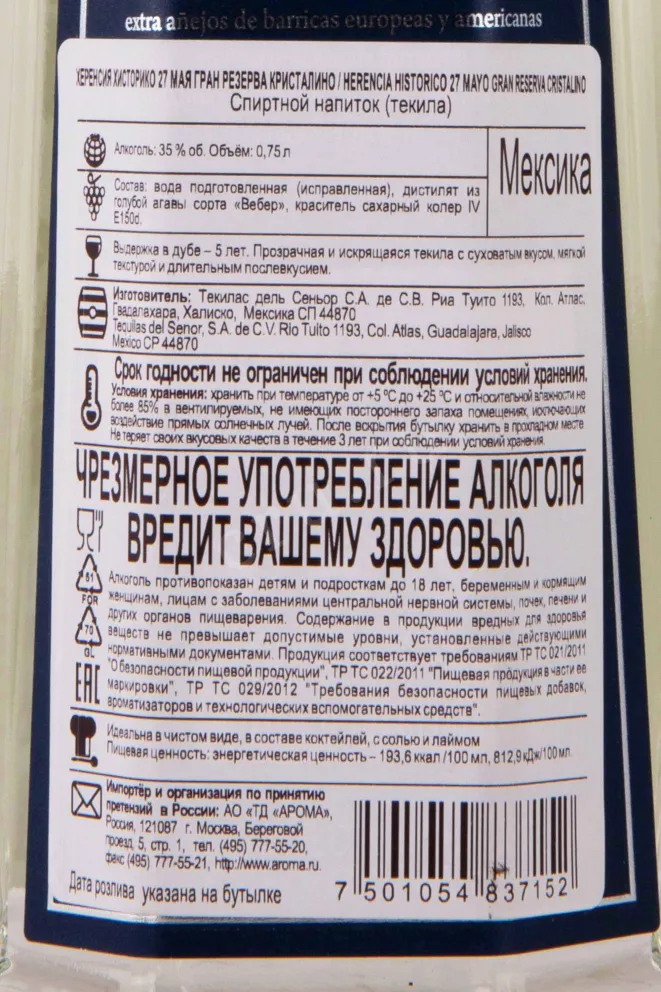 extra añejos de barricas europeas y americanas
ХЕРЕНСИЯ ХИСТОРИКО 27 МАЯ ГРАН РЕЗЕРВА КРИСТАЛИНО / HERENCIA HISTORICO 27 MAYO GRAN RESERVA CRISTALINO
Спиртной напиток (текила)
Алкоголь: 35 % об. Объём: 0,75 л
Мексика
Состав: вода подготовленная (исправленная), дистилят из
голубой агавы сорта «Вебер», краситель сахарный колер IV
E150d.
Выдержка в дубе – 5 лет. Прозрачная и искрящаяся текила с суховатым вкусом, мягкой
текстурой и длительным послевкусием.
Изготовитель: Текилас дель Сеньор С.А. де С.В. Риа Туито 1193, Кол. Атлас,
Гвадалахара, Халиско, Мексика СП 44870
Tequilas del Senor, S.A. de C.V. Rio Tuito 1193, Col. Atlas, Guadalajara, Jalisco
Mexico CP 44870
Срок годности не ограничен при соблюдении условий хранения.
Условия хранения: хранить при температуре от +5 °С до +25 °С и относительной влажности не
более 85% в вентилируемых, не имеющих постороннего запаха помещениях, исключающих
воздействие прямых солнечных лучей. После вскрытия бутылку хранить в прохладном месте.
Не теряет своих вкусовых качеств в течение 3 лет при соблюдении условий хранения.
ЧРЕЗМЕРНОЕ УПОТРЕБЛЕНИЕ АЛКОГОЛЯ
ВРЕДИТ ВАШЕМУ ЗДОРОВЬЮ.
81
FOR
70
GL
EAC
Алкоголь противопоказан детям и подросткам до 18 лет, беременным и кормящим
женщинам, лицам с заболеваниями центральной нервной системы, почек, печени и
других органов пищеварения. Содержание в продукции вредных для здоровья
веществ не превышает допустимые уровни, установленные действующими
нормативными документами. Продукция соответствует требованиям ТР ТС 021/2011
"О безопасности пищевой продукции", ТР ТС 022/2011 "Пищевая продукция в части ее
маркировки", ТР ТС 029/2012 "Требования безопасности пищевых добавок,
ароматизаторов и технологических вспомогательных средств".
Идеальна в чистом виде, в составе коктейлей, с солью и лаймом
Пищевая ценность: энергетическая ценность – 193,6 ккал /100 мл, 812,9 кДж/100 мл.
Импортёр и организация по принятию
претензий в России: АО «ТД «АРОМА»,
Россия, 121087 г. Москва, Береговой
проезд, 5, стр. 1, тел. (495) 777-55-20,
факс (495) 777-55-21, http://www.aroma.ru.
Дата розлива указана на бутылке
7 501054 837152